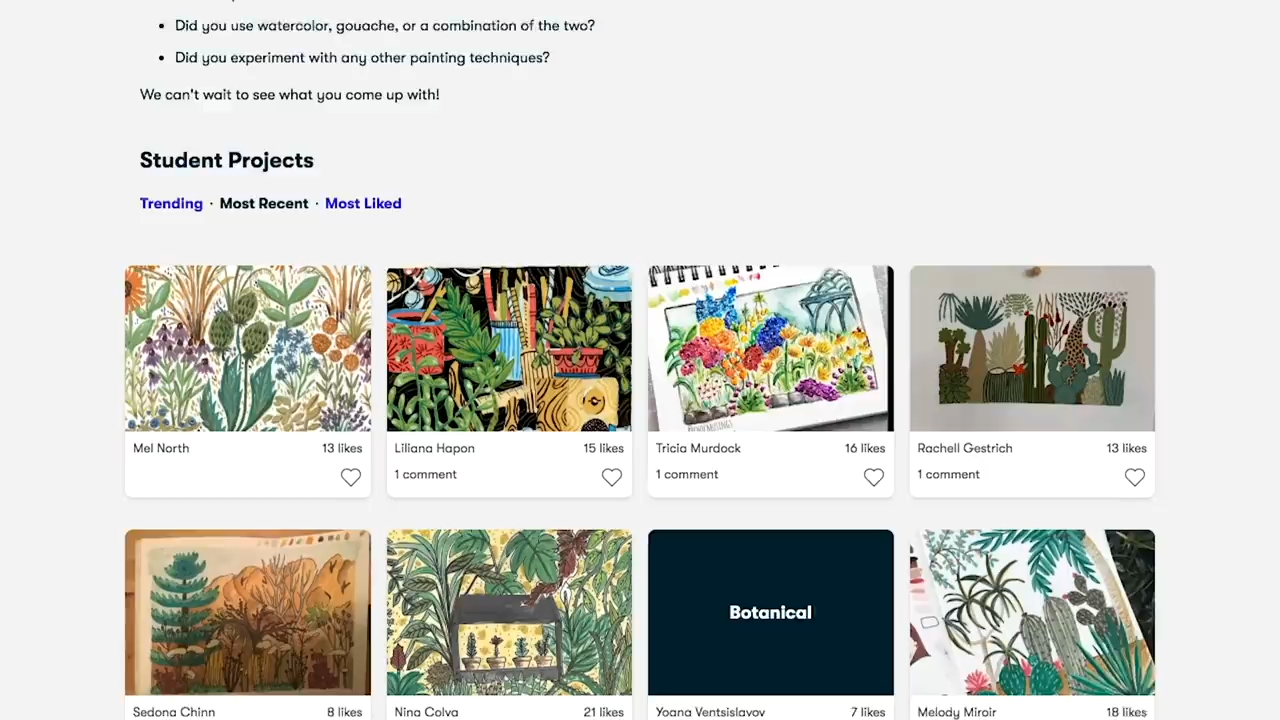 Did you use watercolor, gouache, or a combination of the two?
Did you experiment with any other painting techniques?
We can't wait to see what you come up with!
Student Projects
Trending · Most Recent · Most Liked
Mel North 13 likes
Liliana Hapon 15 likes
1 comment
Tricia Murdock 16 likes
1 comment
Rachell Gestrich 13 likes
1 comment
Botanical
Sedona Chinn 8 likes
Nina Colva 21 likes
Yoana Ventsislavov 7 likes
Melody Miroir 18 likes